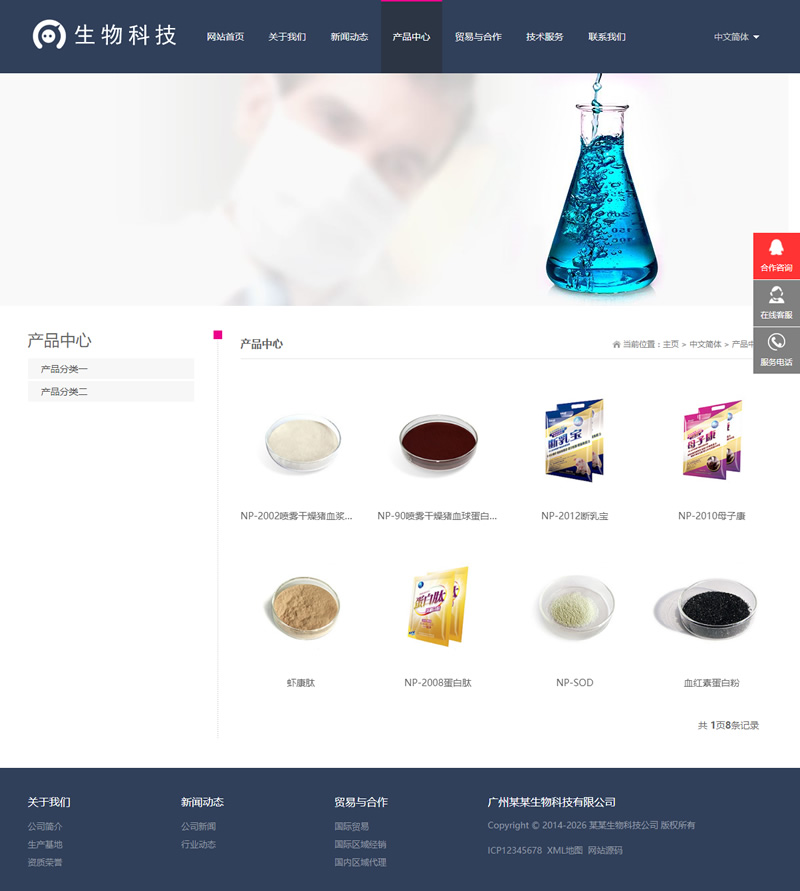 生物科技
网站首页 关于我们 新闻动态 产品中心 贸易与合作 技术服务 联系我们 中文简体
合作咨询
在线客服
服务电话
产品中心
产品分类一
产品分类二
产品中心
当前位置：主页 > 中文简体 > 产品中
断乳宝
母子康
NP-2002喷雾干燥猪血浆... NP-90喷雾干燥猪血球蛋白... NP-2012断乳宝 NP-2010母子康
蛋白肽
虾康肽 NP-2008蛋白肽 NP-SOD 血红素蛋白粉
共 1页8条记录
关于我们 新闻动态 贸易与合作 广州某某生物科技有限公司
公司简介 公司新闻 国际贸易 Copyright © 2014-2026 某某生物科技公司 版权所有
生产基地 行业动态 国际区域经销
ICP12345678 XML地图 网站源码
资质荣誉 国内区域代理